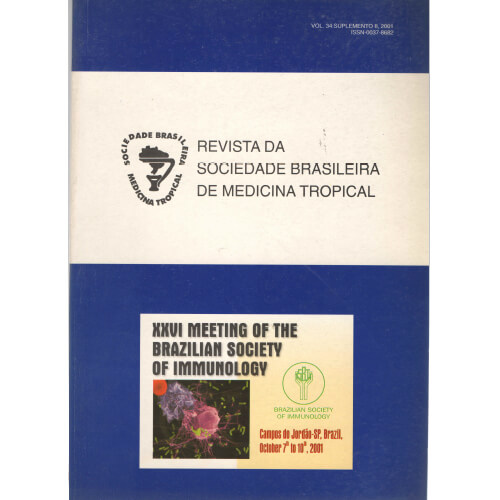 VOL. 34 SUPLEMENTO II, 2001
ISSN-0037-8682
SOCIEDADE BRASILEIRA
MEDICINA TROPICAL
REVISTA DA
SOCIEDADE BRASILEIRA
DE MEDICINA TROPICAL
XXVI MEETING OF THE
BRAZILIAN SOCIETY
OF IMMUNOLOGY
BRAZILIAN SOCIETY
OF IMMUNOLOGY
Campos do Jordão-SP, Brazil,
October 7th to 10th, 2001